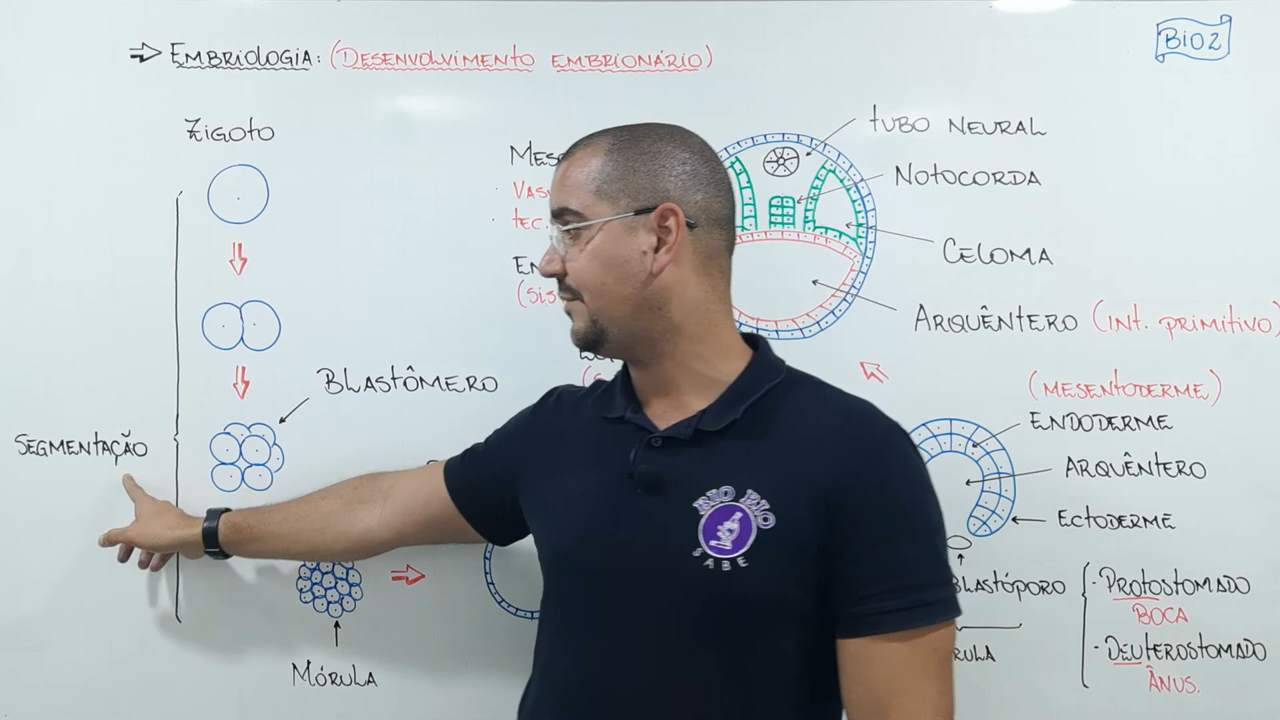 ⇒ EMBRIOLOGIA: (DESENVOLVIMENTO EMBRIONÁRIO)
BIO2
ZIGOTO
BLASTÔMERO
SEGMENTAÇÃO
MÓRULA
TUBO NEURAL
NOTOCORDA
CELOMA
ARQUÊNTERO (INT. PRIMITIVO)
(MESENTODERME)
ENDODERME
ARQUÊNTERO
ECTODERME
BLASTÓPORO
· PROTOSTOMADO
BOCA
· DEUTEROSTOMADO
ÂNUS.
BIO RIO
SABE